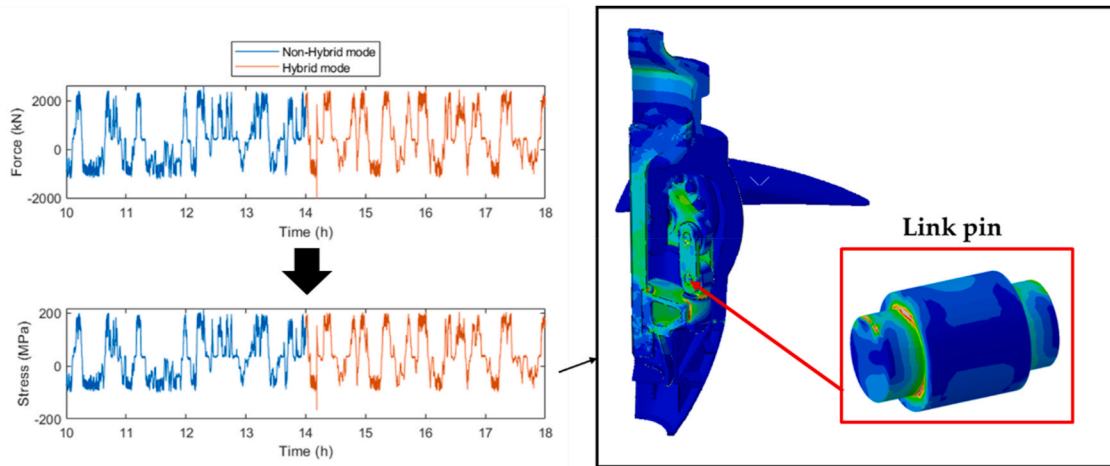 Non-Hybrid mode
Hybrid mode
Force (kN)
2000
0
-2000
10 11 12 13 14 15 16 17 18
Time (h)
Stress (MPa)
200
0
-200
10 11 12 13 14 15 16 17 18
Time (h)
Link pin